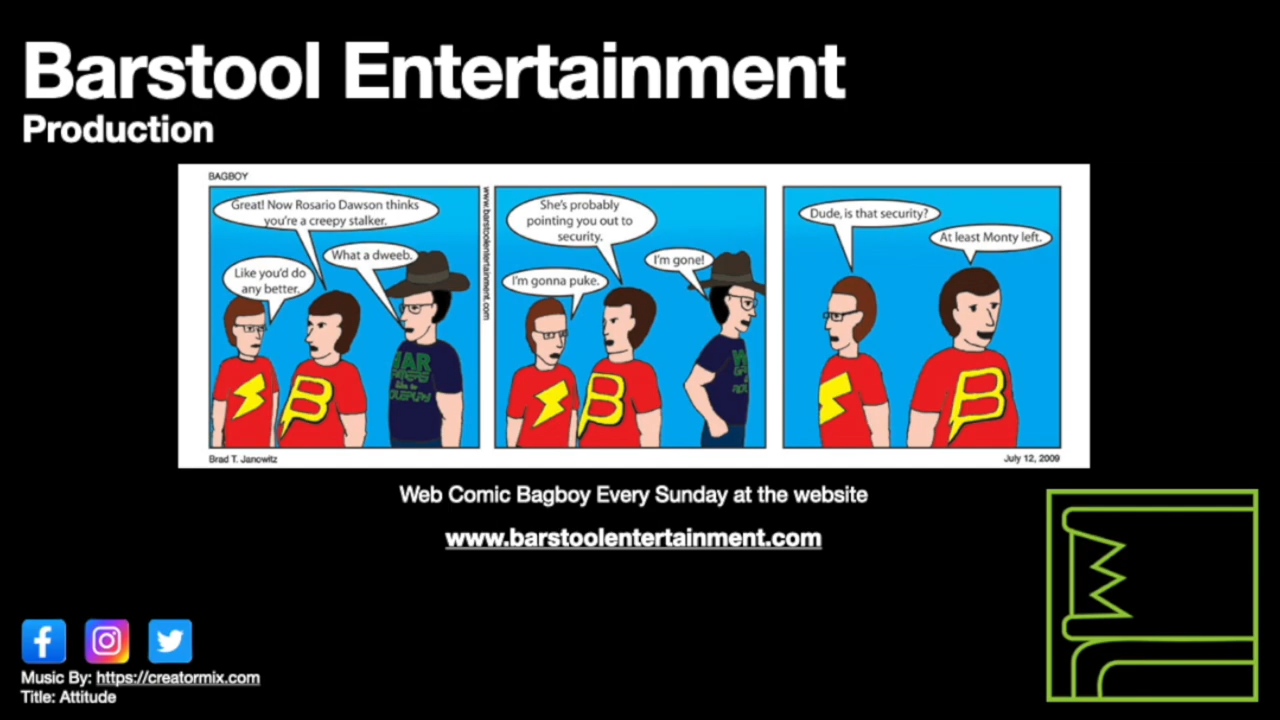 Barstool Entertainment
Production
BAGBOY
Great! Now Rosario Dawson thinks
you're a creepy stalker.
What a dweeb.
Like you'd do
any better.
www.barstoolentertainment.com
She's probably
pointing you out to
security.
I'm gone!
I'm gonna puke.
Dude, is that security?
At least Monty left.
B
B
B
Brad T. Janowitz
July 12, 2009
Web Comic Bagboy Every Sunday at the website
www.barstoolentertainment.com
Music By: https://creatormix.com
Title: Attitude